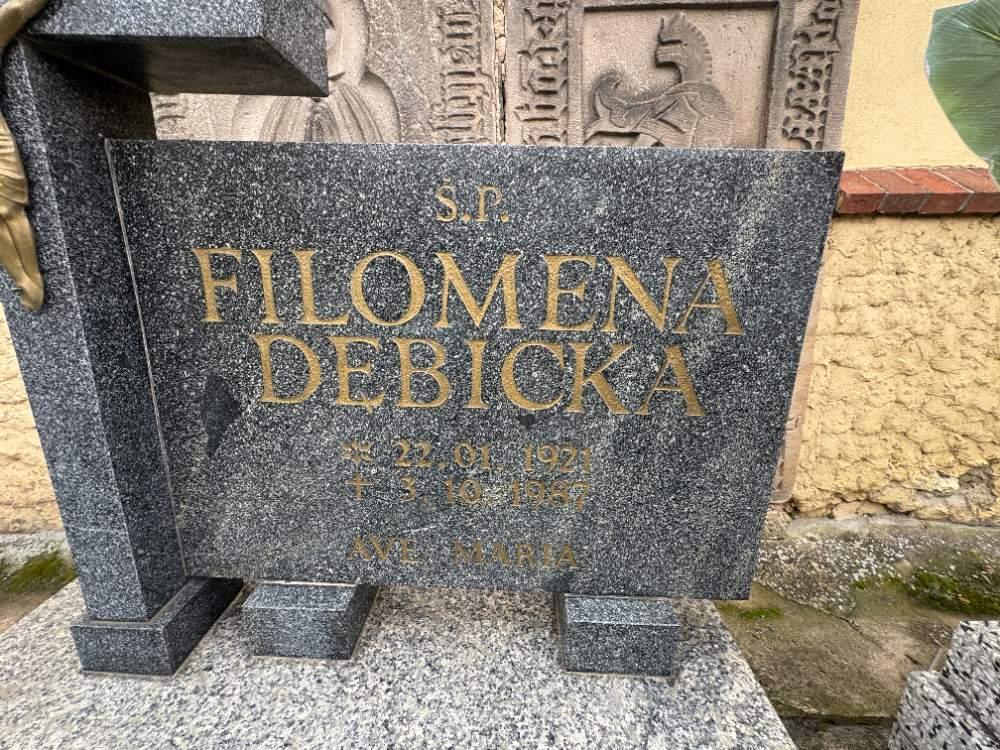 Ś.P.
FILOMENA
DĘBICKA
* 22.01.1921
† 3.10.1987
AVE MARIA